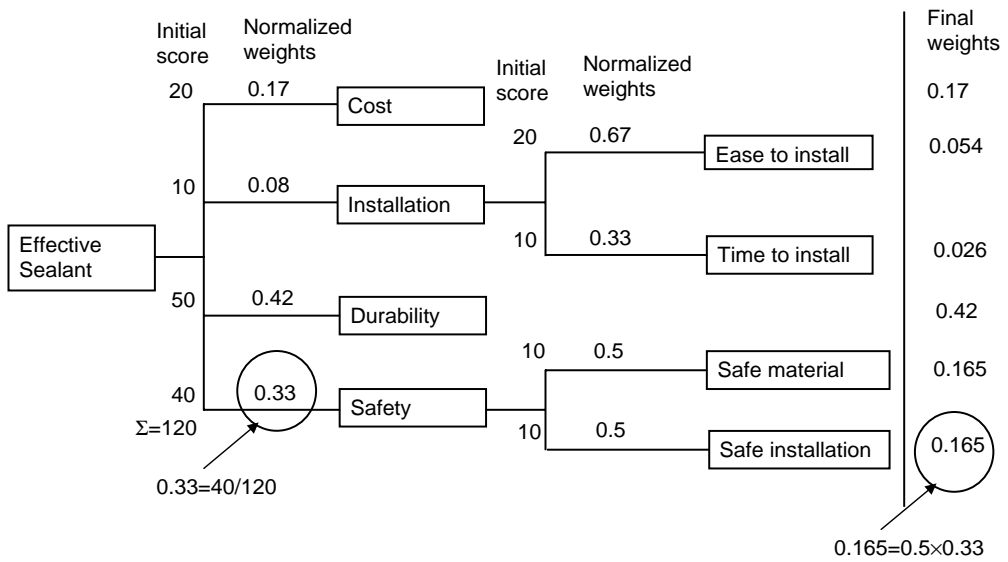 Initial
score
Normalized
weights
Final
weights
20
0.17
Cost
Initial
score
Normalized
weights
0.17
20
0.67
Ease to install
0.054
10
0.08
Installation
10
0.33
Time to install
0.026
Effective
Sealant
50
0.42
Durability
0.42
10
0.5
Safe material
0.165
40
0.33
Safety
Σ=120
10
0.5
Safe installation
0.165
0.33=40/120
0.165=0.5×0.33